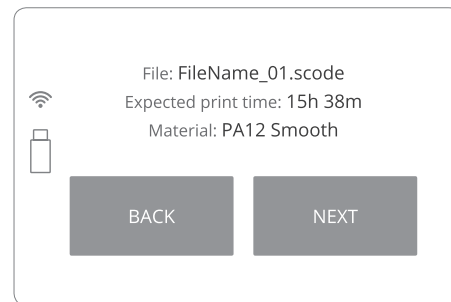 File: FileName_01.scode
Expected print time: 15h 38m
Material: PA12 Smooth
BACK
NEXT